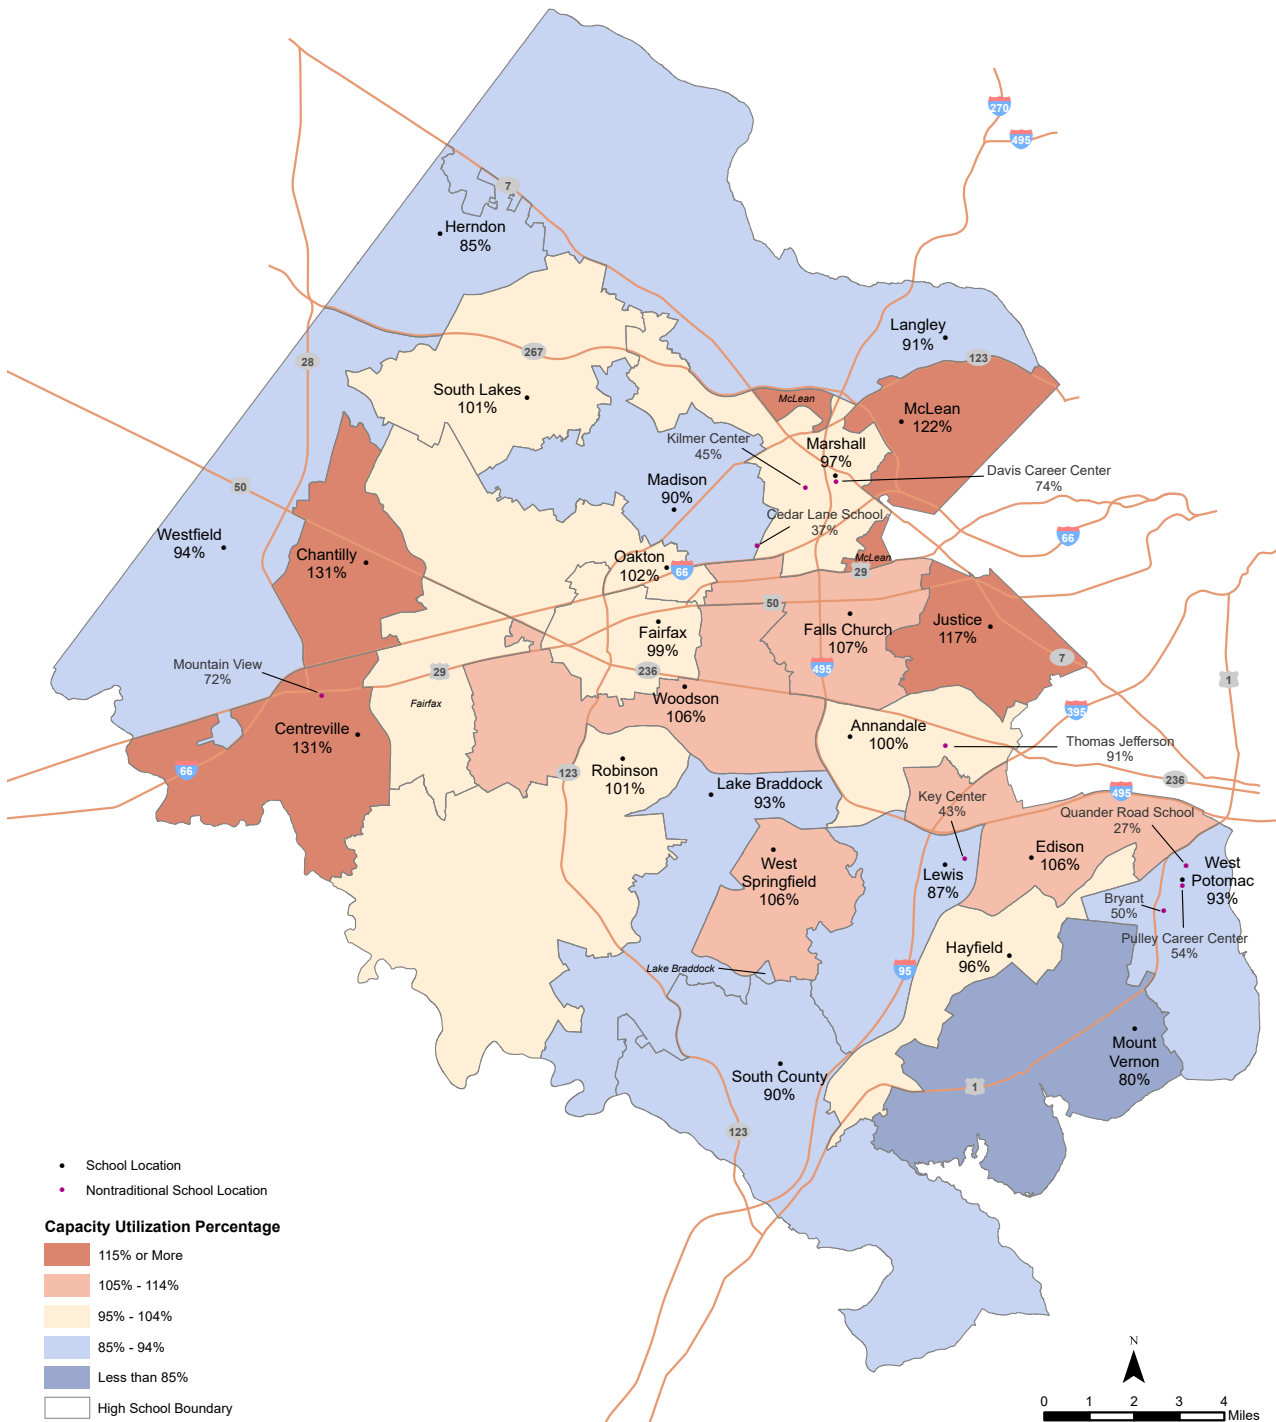 270
495
7
Herndon
85%
Langley
91%
123
267
28
South Lakes
101%
McLean
McLean
122%
Kilmer Center
45%
Marshall
97%
Davis Career Center
74%
Madison
90%
50
Cedar Lane School
37%
66
Westfield
94%
Chantilly
131%
Oakton
102%
66
McLean
29
50
Fairfax
99%
Falls Church
107%
Justice
117%
7
Mountain View
72%
29
236
495
1
Fairfax
Woodson
106%
395
Centreville
131%
Annandale
100%
Thomas Jefferson
91%
66
123
Robinson
101%
Lake Braddock
93%
236
495
Key Center
43%
Quander Road School
27%
West
Springfield
106%
Edison
106%
Lewis
87%
West
Potomac
93%
Bryant
50%
Pulley Career Center
54%
Hayfield
96%
Lake Braddock
95
Mount
Vernon
80%
South County
90%
1
123
School Location
Nontraditional School Location
Capacity Utilization Percentage
115% or More
105% - 114%
95% - 104%
85% - 94%
Less than 85%
High School Boundary
N
0 1 2 3 4
Miles